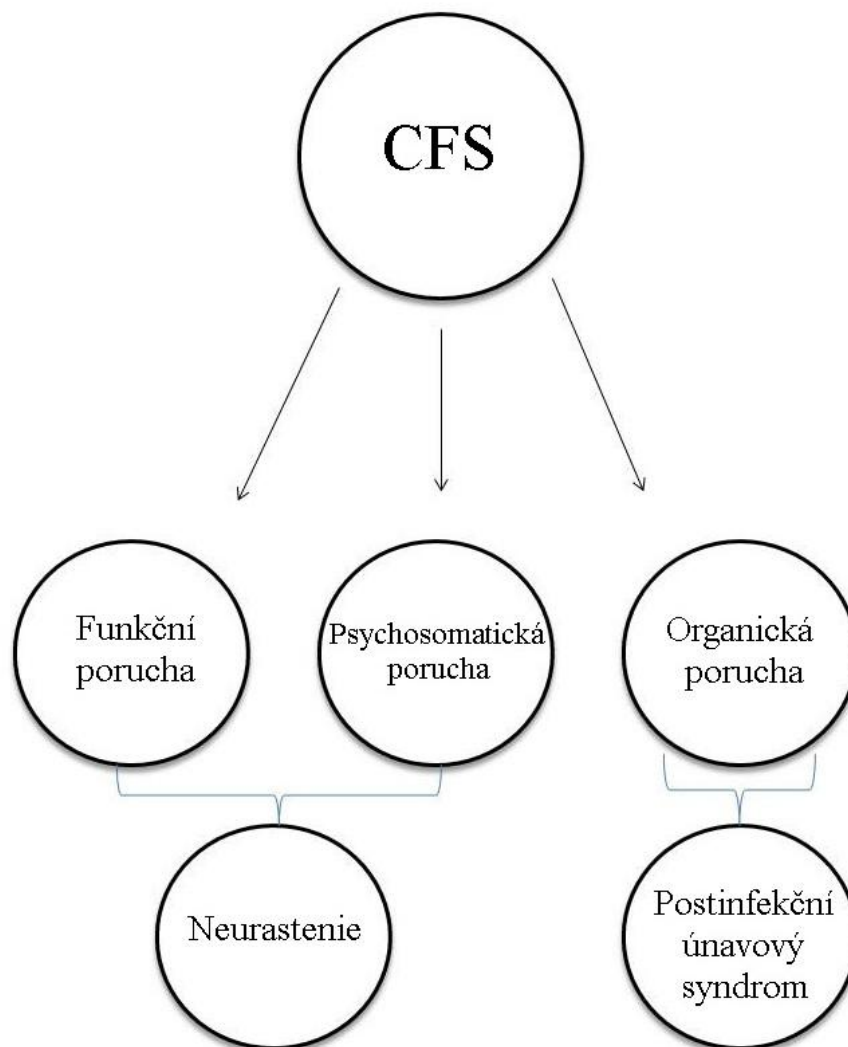 CFS
Funkční
porucha
Psychosomatická
porucha
Organická
porucha
Neurastenie
Postinfekční
únavový
syndrom